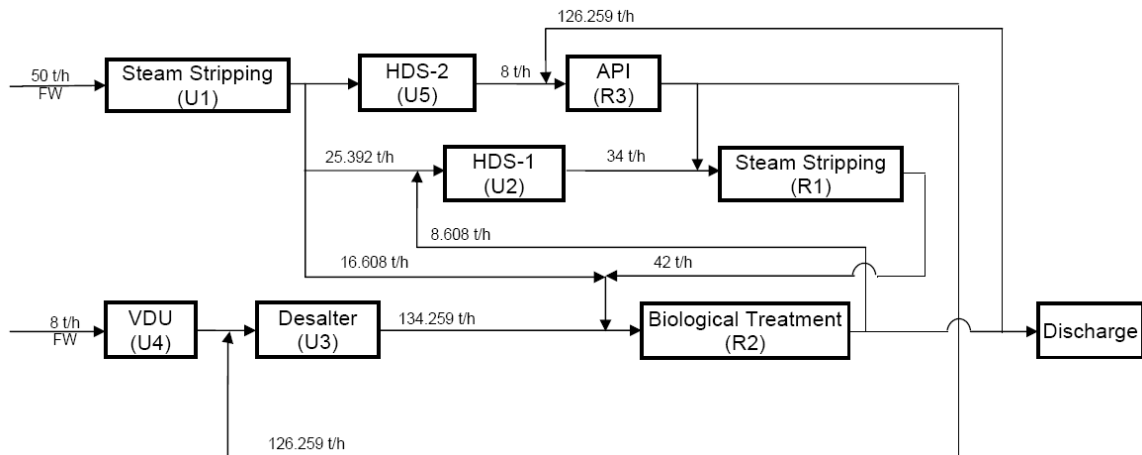 126.259 t/h
50 t/h
FW
Steam Stripping
(U1)
HDS-2
(U5)
8 t/h
API
(R3)
25.392 t/h
HDS-1
(U2)
34 t/h
Steam Stripping
(R1)
8.608 t/h
16.608 t/h
42 t/h
8 t/h
FW
VDU
(U4)
Desalter
(U3)
134.259 t/h
Biological Treatment
(R2)
Discharge
126.259 t/h